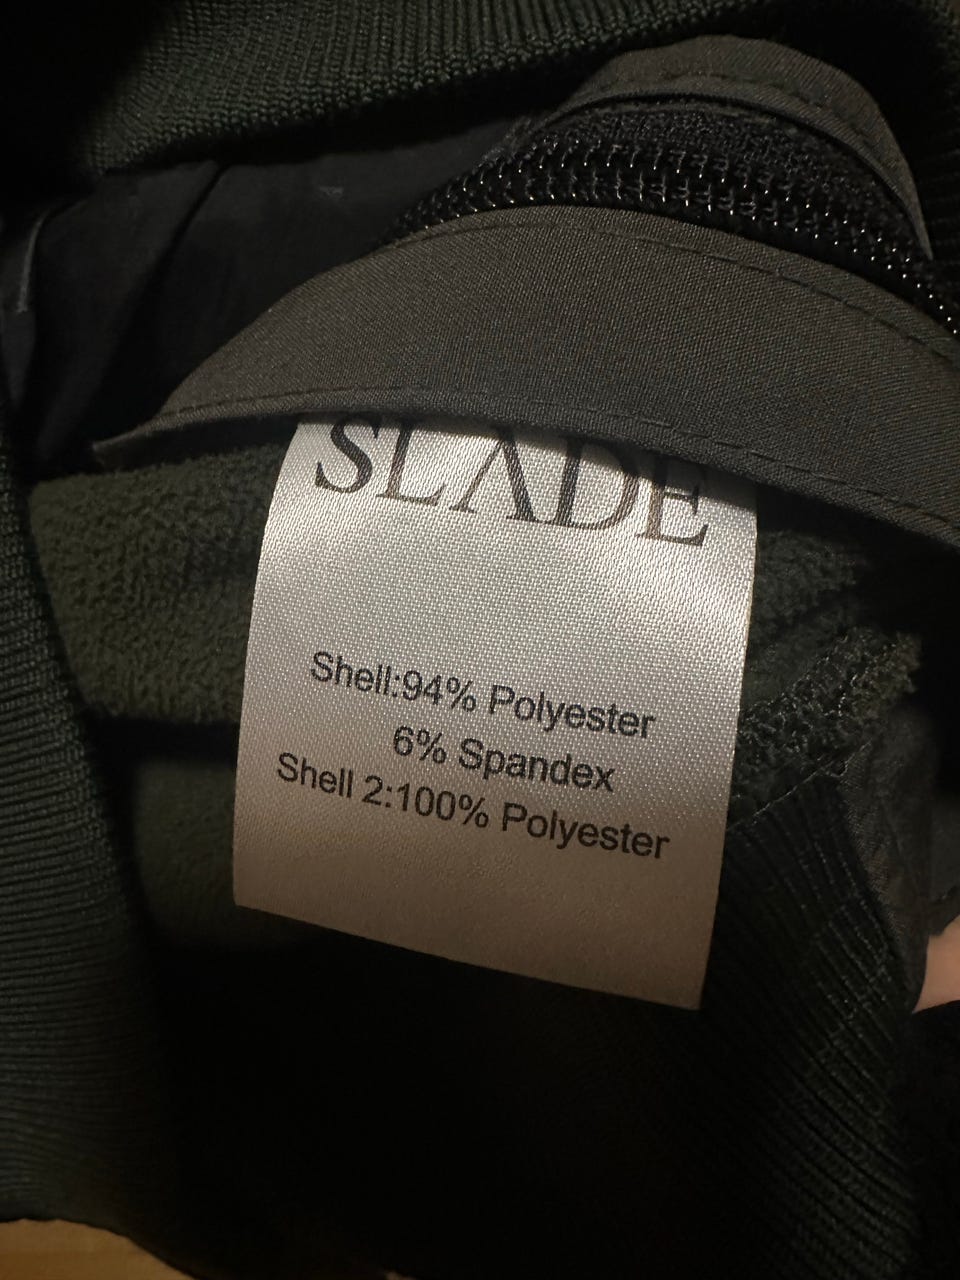 SLADE
Shell:94% Polyester
6% Spandex
Shell 2:100% Polyester